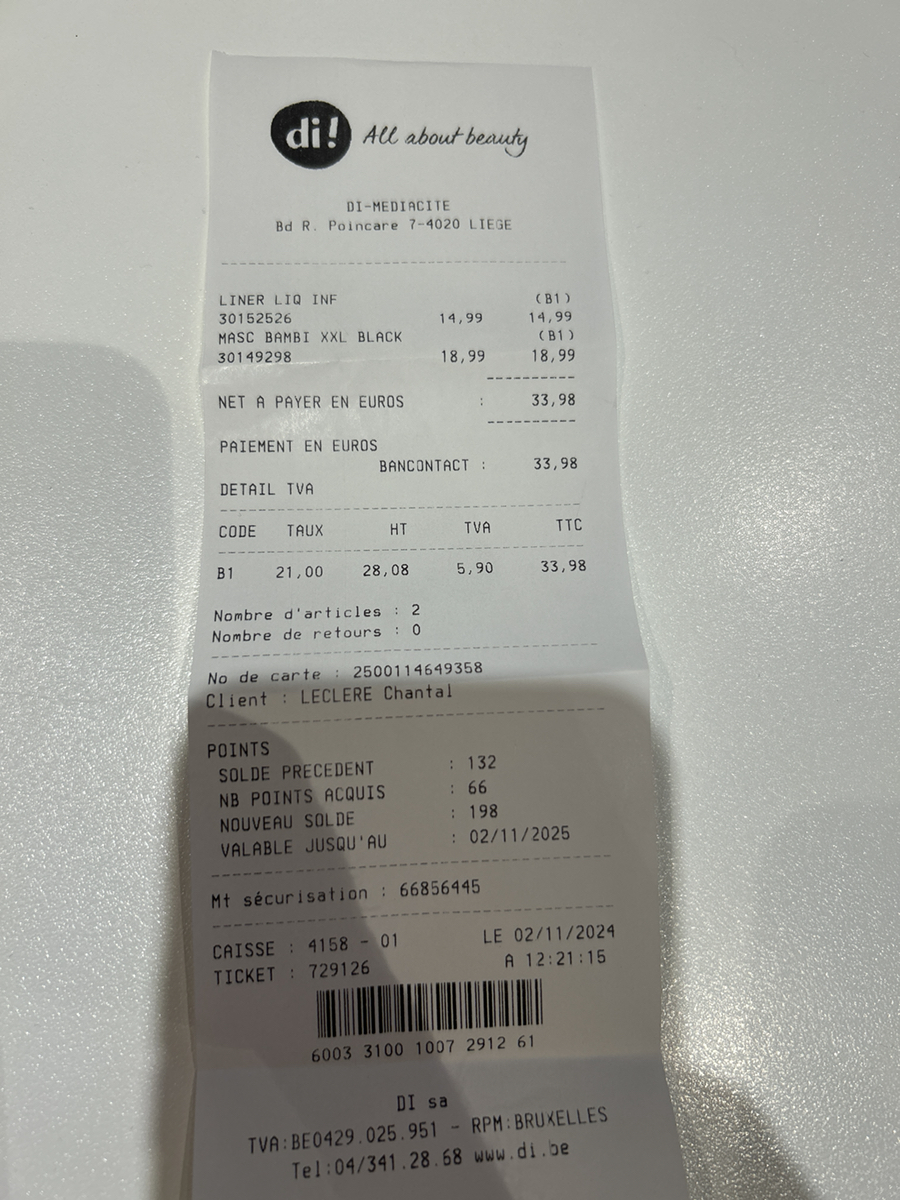 di! All about beauty
DI-MEDIACITE
Bd R. Poincare 7-4020 LIEGE
LINER LIQ INF (B1)
30152526 14,99 14,99
MASC BAMBI XXL BLACK (B1)
30149298 18,99 18,99
NET A PAYER EN EUROS : 33,98
PAIEMENT EN EUROS
BANCONTACT : 33,98
DETAIL TVA
CODE TAUX HT TVA TTC
B1 21,00 28,08 5,90 33,98
Nombre d'articles : 2
Nombre de retours : 0
No de carte : 2500114649358
Client : LECLERE Chantal
POINTS
SOLDE PRECEDENT : 132
NB POINTS ACQUIS : 66
NOUVEAU SOLDE : 198
VALABLE JUSQU'AU : 02/11/2025
Mt sécurisation : 66856445
CAISSE : 4158 - 01 LE 02/11/2024
TICKET : 729126 A 12:21:15
6003 3100 1007 2912 61
DI sa
TVA:BE0429.025.951 - RPM:BRUXELLES
Tel:04/341.28.68 www.di.be